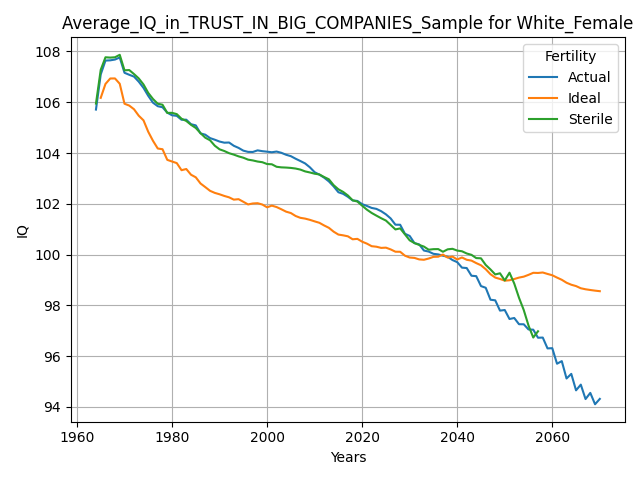 Average_IQ_in_TRUST_IN_BIG_COMPANIES_Sample for White_Female
Fertility
Actual
Ideal
Sterile
IQ
108
106
104
102
100
98
96
94
1960
1980
2000
2020
2040
2060
Years